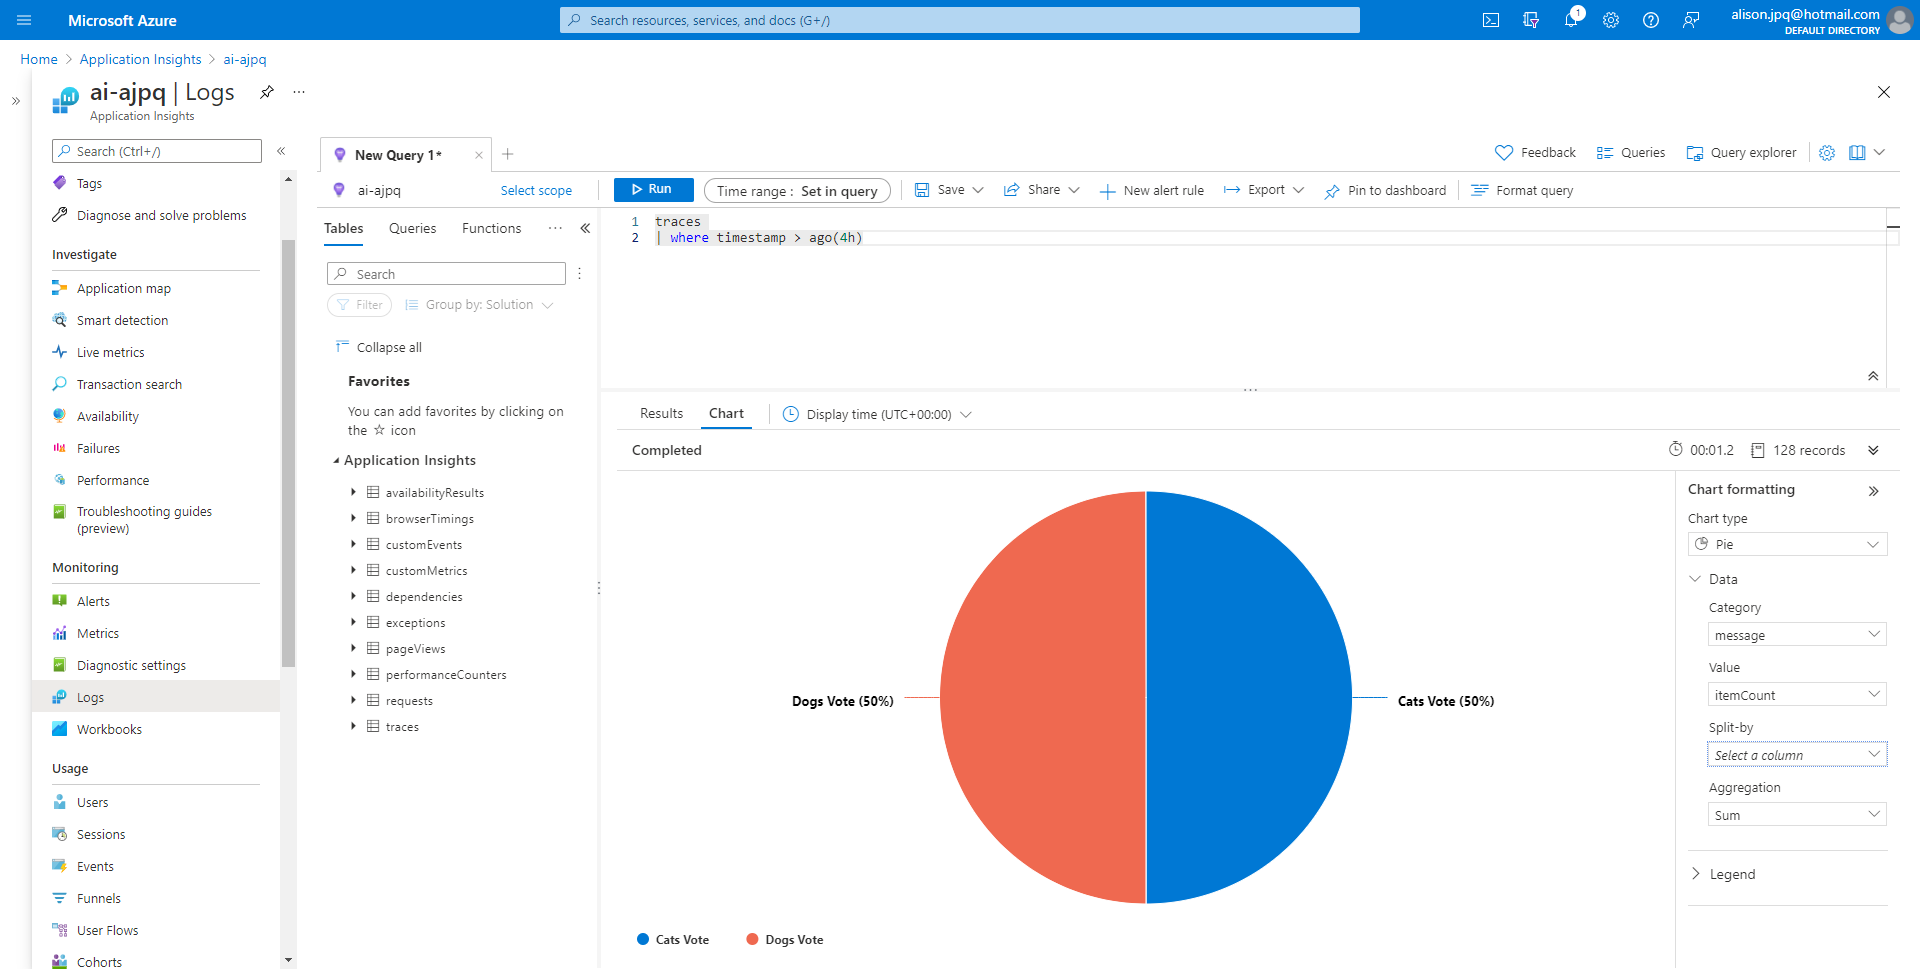 Microsoft Azure
Search resources, services, and docs (G+/)
1
alison.jpq@hotmail.com
DEFAULT DIRECTORY
Home > Application Insights > ai-ajpq
ai-ajpq | Logs
Application Insights
Search (Ctrl+/)
Tags
Diagnose and solve problems
Investigate
Application map
Smart detection
Live metrics
Transaction search
Availability
Failures
Performance
Troubleshooting guides
(preview)
Monitoring
Alerts
Metrics
Diagnostic settings
Logs
Workbooks
Usage
Users
Sessions
Events
Funnels
User Flows
Cohorts
New Query 1*
Feedback
Queries
Query explorer
ai-ajpq
Select scope
Run
Time range : Set in query
Save
Share
New alert rule
Export
Pin to dashboard
Format query
Tables
Queries
Functions
Search
Filter
Group by: Solution
Collapse all
Favorites
You can add favorites by clicking on
the ☆ icon
Application Insights
availabilityResults
browserTimings
customEvents
customMetrics
dependencies
exceptions
pageViews
performanceCounters
requests
traces
1 traces
2 | where timestamp > ago(4h)
Results
Chart
Display time (UTC+00:00)
Completed
00:01.2
128 records
Dogs Vote (50%)
Cats Vote (50%)
Cats Vote
Dogs Vote
Chart formatting
Chart type
Pie
Data
Category
message
Value
itemCount
Split-by
Select a column
Aggregation
Sum
Legend